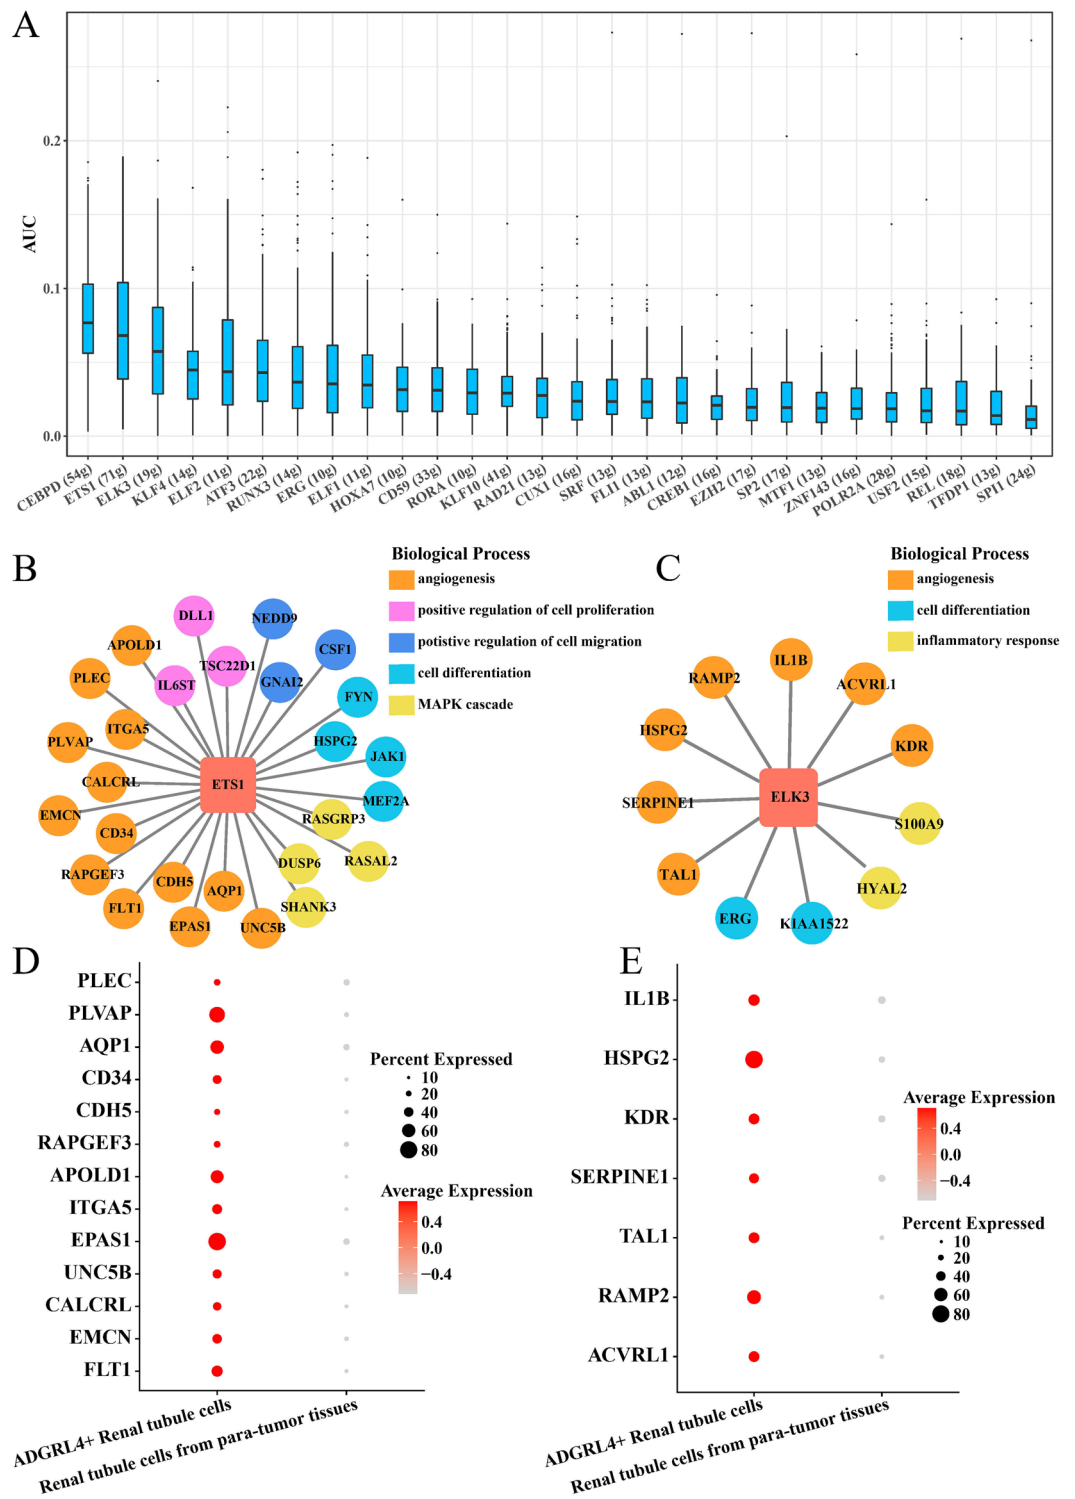 A
0.2
0.1
0.0
AUC
CEBPD (54g)
ETS1 (71g)
ELK3 (19g)
KLF4 (14g)
ELF2 (11g)
ATF3 (22g)
RUNX3 (14g)
ERG (10g)
ELF1 (11g)
HOXA7 (10g)
CD59 (33g)
RORA (10g)
KLF10 (41g)
RAD21 (13g)
CUX1 (16g)
SRF (13g)
FLI1 (13g)
ABL1 (12g)
CREB1 (16g)
EZH2 (17g)
SP2 (17g)
MTF1 (13g)
ZNF143 (16g)
POLR2A (28g)
USF2 (15g)
REL (18g)
TFDP1 (13g)
SPI1 (24g)
B
Biological Process
angiogenesis
positive regulation of cell proliferation
potistive regulation of cell migration
cell differentiation
MAPK cascade
DLL1
NEDD9
APOLD1
TSC22D1
CSF1
PLEC
IL6ST
GNAI2
FYN
ITGA5
HSPG2
PLVAP
JAK1
CALCRL
ETS1
MEF2A
EMCN
RASGRP3
CD34
DUSP6
RASAL2
RAPGEF3
CDH5
AQP1
FLT1
SHANK3
EPAS1
UNC5B
C
Biological Process
angiogenesis
cell differentiation
inflammatory response
IL1B
RAMP2
ACVRL1
HSPG2
KDR
SERPINE1
ELK3
S100A9
TAL1
HYAL2
ERG
KIAA1522
D
PLEC
PLVAP
AQP1
CD34
CDH5
RAPGEF3
APOLD1
ITGA5
EPAS1
UNC5B
CALCRL
EMCN
FLT1
ADGRL4+ Renal tubule cells
Renal tubule cells from para-tumor tissues
Percent Expressed
10
20
40
60
80
Average Expression
0.4
0.0
−0.4
E
IL1B
HSPG2
KDR
SERPINE1
TAL1
RAMP2
ACVRL1
ADGRL4+ Renal tubule cells
Renal tubule cells from para-tumor tissues
Average Expression
0.4
0.0
−0.4
Percent Expressed
10
20
40
60
80